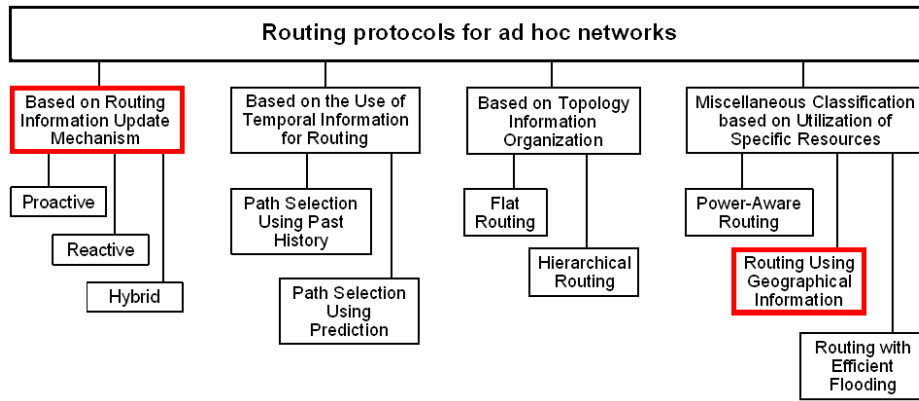 Routing protocols for ad hoc networks
Based on Routing
Information Update
Mechanism
Proactive
Reactive
Hybrid
Based on the Use of
Temporal Information
for Routing
Path Selection
Using Past
History
Path Selection
Using
Prediction
Based on Topology
Information
Organization
Flat
Routing
Hierarchical
Routing
Miscellaneous Classification
based on Utilization of
Specific Resources
Power-Aware
Routing
Routing Using
Geographical
Information
Routing with
Efficient
Flooding